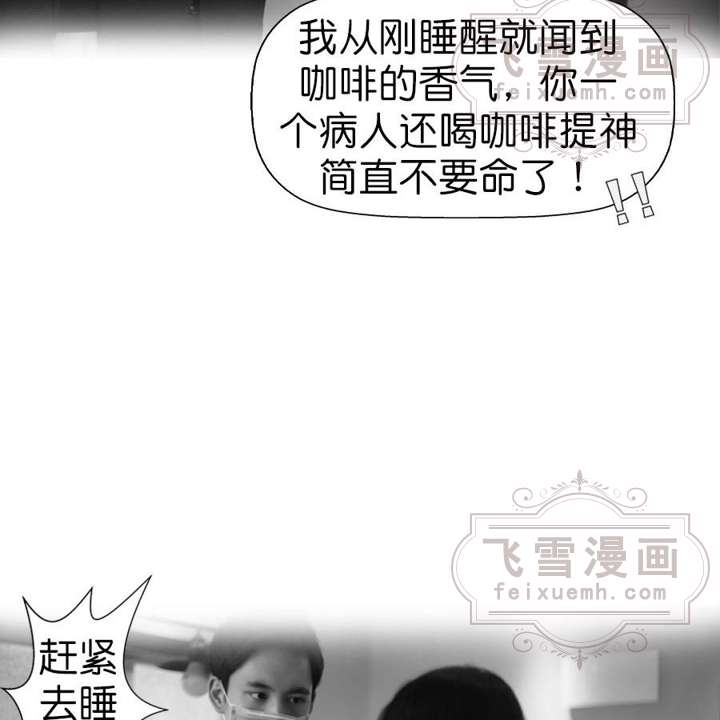 我从刚睡醒就闻到
咖啡的香气，你一
个病人还喝咖啡提神
简直不要命了！
!!
飞雪漫画
feixuemh.com
飞雪漫画
feixuemh.com
赶紧
去睡